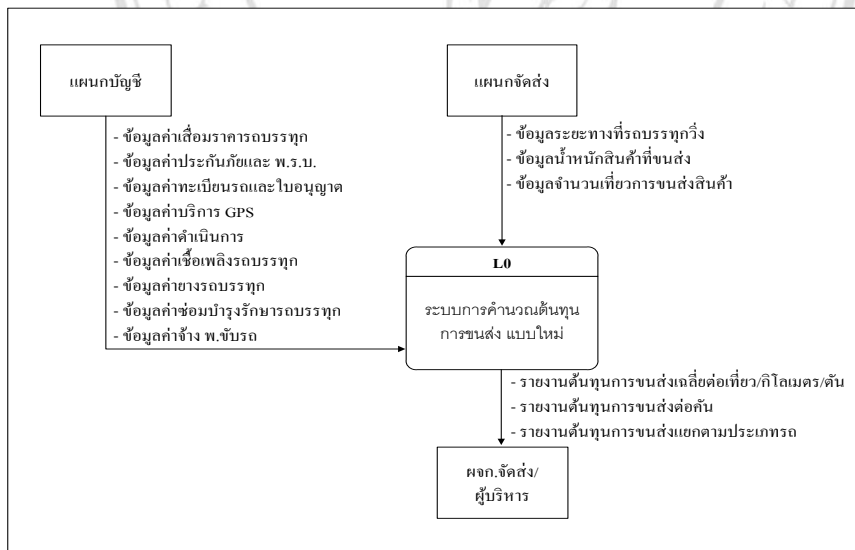 แผนกบัญชี
- ข้อมูลค่าเสื่อมราคารถบรรทุก
- ข้อมูลค่าประกันภัยและ พ.ร.บ.
- ข้อมูลค่าทะเบียนรถและใบอนุญาต
- ข้อมูลค่าบริการ GPS
- ข้อมูลค่าดำเนินการ
- ข้อมูลค่าเชื้อเพลิงรถบรรทุก
- ข้อมูลค่ายางรถบรรทุก
- ข้อมูลค่าซ่อมบำรุงรักษารถบรรทุก
- ข้อมูลค่าจ้าง พ.ขับรถ
แผนกจัดส่ง
- ข้อมูลระยะทางที่รถบรรทุกวิ่ง
- ข้อมูลน้ำหนักสินค้าที่ขนส่ง
- ข้อมูลจำนวนเที่ยวการขนส่งสินค้า
L0
ระบบการคำนวณต้นทุน
การขนส่ง แบบใหม่
- รายงานต้นทุนการขนส่งเฉลี่ยต่อเที่ยว/กิโลเมตร/ตัน
- รายงานต้นทุนการขนส่งต่อคัน
- รายงานต้นทุนการขนส่งแยกตามประเภทรถ
ผจก.จัดส่ง/
ผู้บริหาร